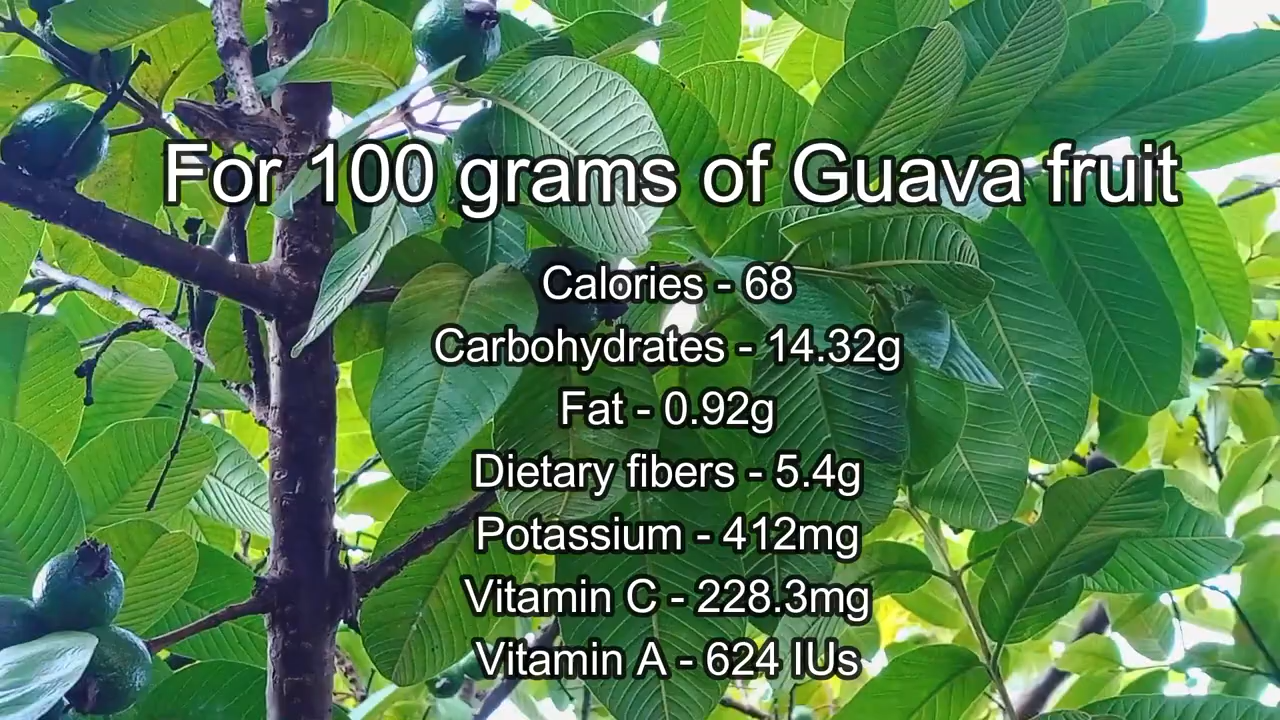 For 100 grams of Guava fruit
Calories - 68
Carbohydrates - 14.32g
Fat - 0.92g
Dietary fibers - 5.4g
Potassium - 412mg
Vitamin C - 228.3mg
Vitamin A - 624 IUs